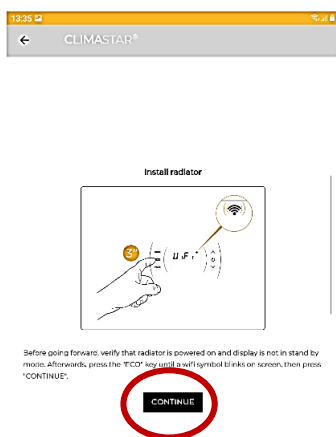 13:35
CLIMASTAR®
Install radiator
3"
Before going forward, verify that radiator is powered on and display is not in stand by
mode. Afterwards, press the "ECO" key until a wifi symbol blinks on screen, then press
"CONTINUE".
CONTINUE